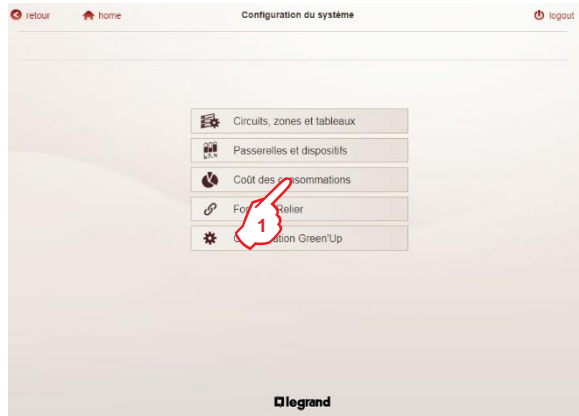 retour home Configuration du système logout
Circuits, zones et tableaux
Passerelles et dispositifs
Coût des consommations
Relier
1
Green'Up
legrand